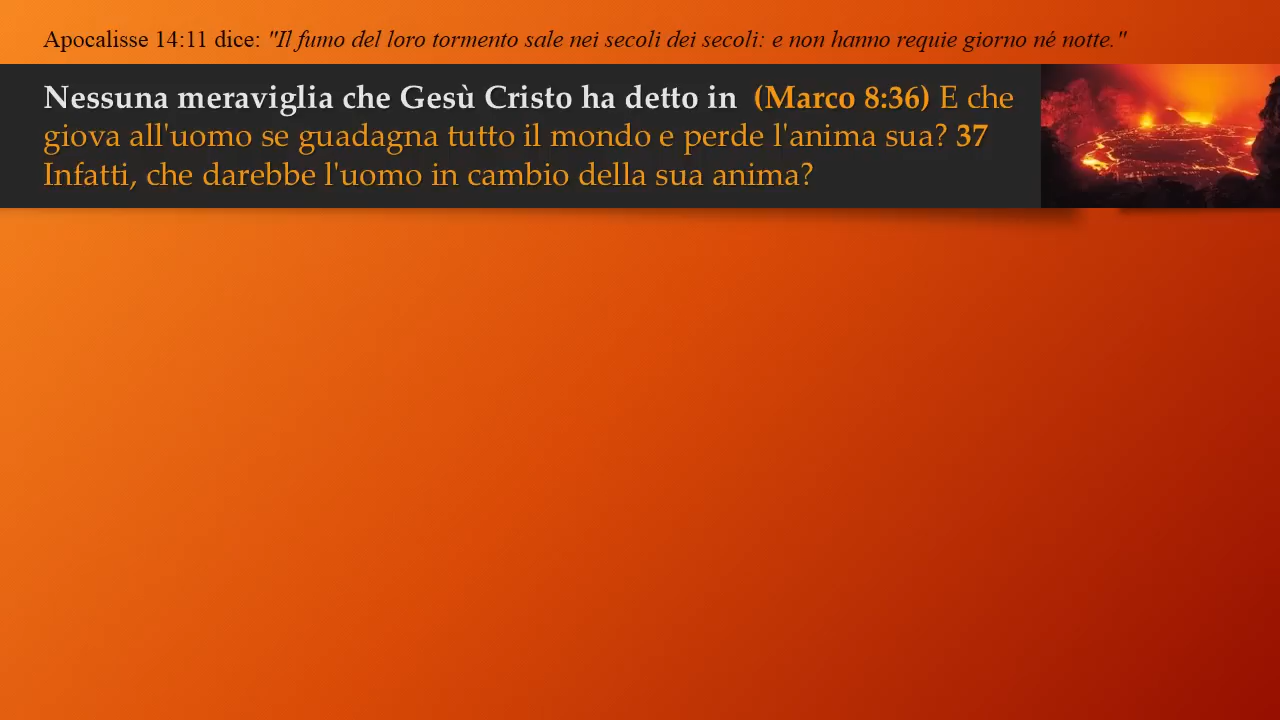 Apocalisse 14:11 dice: "Il fumo del loro tormento sale nei secoli dei secoli: e non hanno requie giorno né notte."
Nessuna meraviglia che Gesù Cristo ha detto in (Marco 8:36) E che
giova all'uomo se guadagna tutto il mondo e perde l'anima sua? 37
Infatti, che darebbe l'uomo in cambio della sua anima?